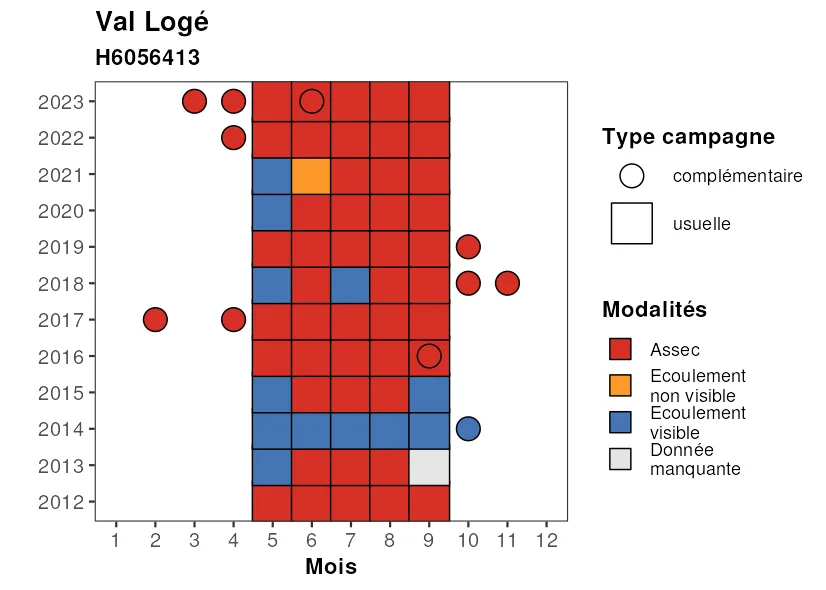 Val Logé
H6056413
2023
2022
2021
2020
2019
2018
2017
2016
2015
2014
2013
2012
1 2 3 4 5 6 7 8 9 10 11 12
Mois
Type campagne
complémentaire
usuelle
Modalités
Assec
Ecoulement
non visible
Ecoulement
visible
Donnée
manquante